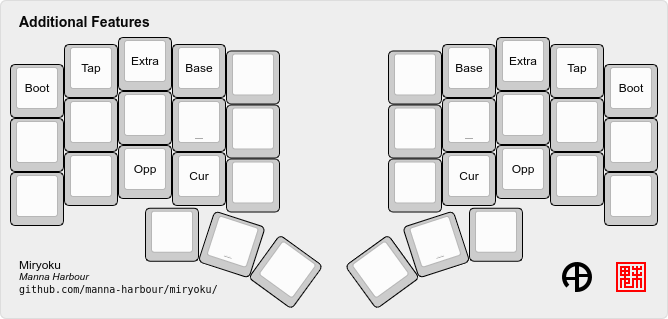 Additional Features
Boot Tap Extra Base Base Extra Tap Boot
_ _
Opp Cur Cur Opp
_ _
Miryoku
Manna Harbour
github.com/manna-harbour/miryoku/